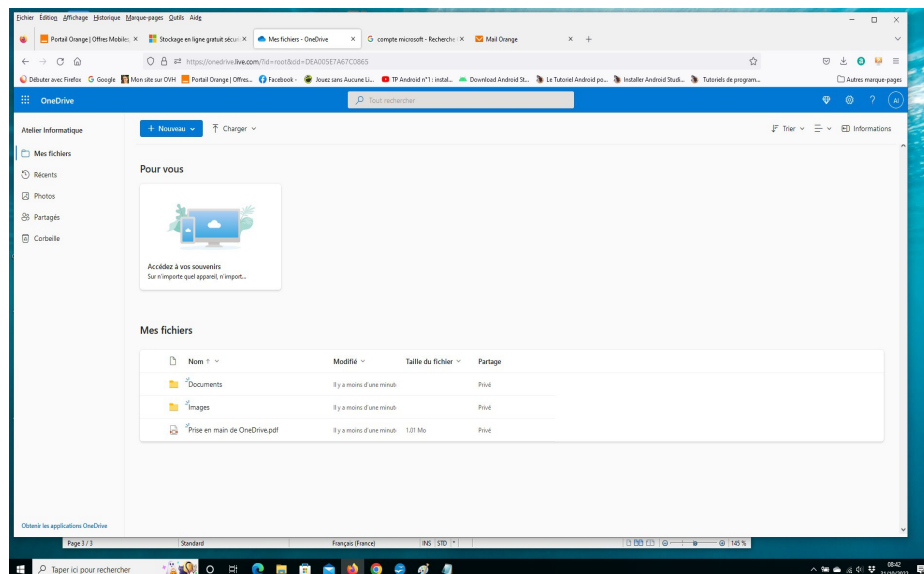 Fichier Edition Affichage Historique Marque-pages Outils Aide
Portail Orange | Offres Mobiles, Stockage en ligne gratuit sécuri Mes fichiers - OneDrive compte microsoft - Recherche Mail Orange
https://onedrive.live.com/?id=root&cid=DEA005E7A67C0865
Débuter avec Firefox Google Mon site sur OVH Portail Orange | Offres... Facebook - Jouez sans Aucune Li... TP Android n°1 : instal... Download Android St... Le Tutoriel Android po... Installer Android Studi... Tutoriels de program... Autres marque-pages
OneDrive Tout rechercher ? AI
Atelier Informatique
+ Nouveau Charger Trier Informations
Mes fichiers
Récents
Photos
Partagés
Corbeille
Pour vous
Accédez à vos souvenirs
Sur n'importe quel appareil, n'import...
Mes fichiers
Nom Modifié Taille du fichier Partage
Documents Il y a moins d'une minut Privé
Images Il y a moins d'une minut Privé
Prise en main de OneDrive.pdf Il y a moins d'une minut 1,01 Mo Privé
Obtenir les applications OneDrive
Page 3 / 3 Standard Français (France) INS STD * 145 %
Taper ici pour rechercher 08:42